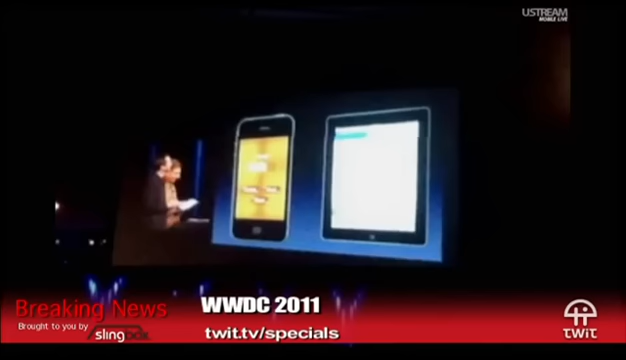 USTREAM
MOBILE LIVE
Breaking News
WWDC 2011
Brought to you by slingbox
twit.tv/specials
TWiT